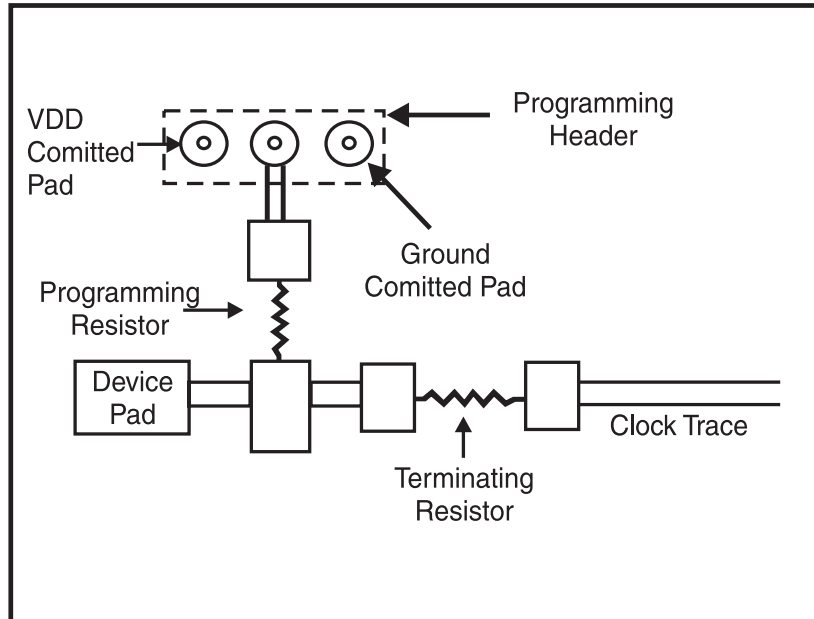 VDD
Comitted
Pad
Programming
Header
Ground
Comitted Pad
Programming
Resistor
Device
Pad
Clock Trace
Terminating
Resistor